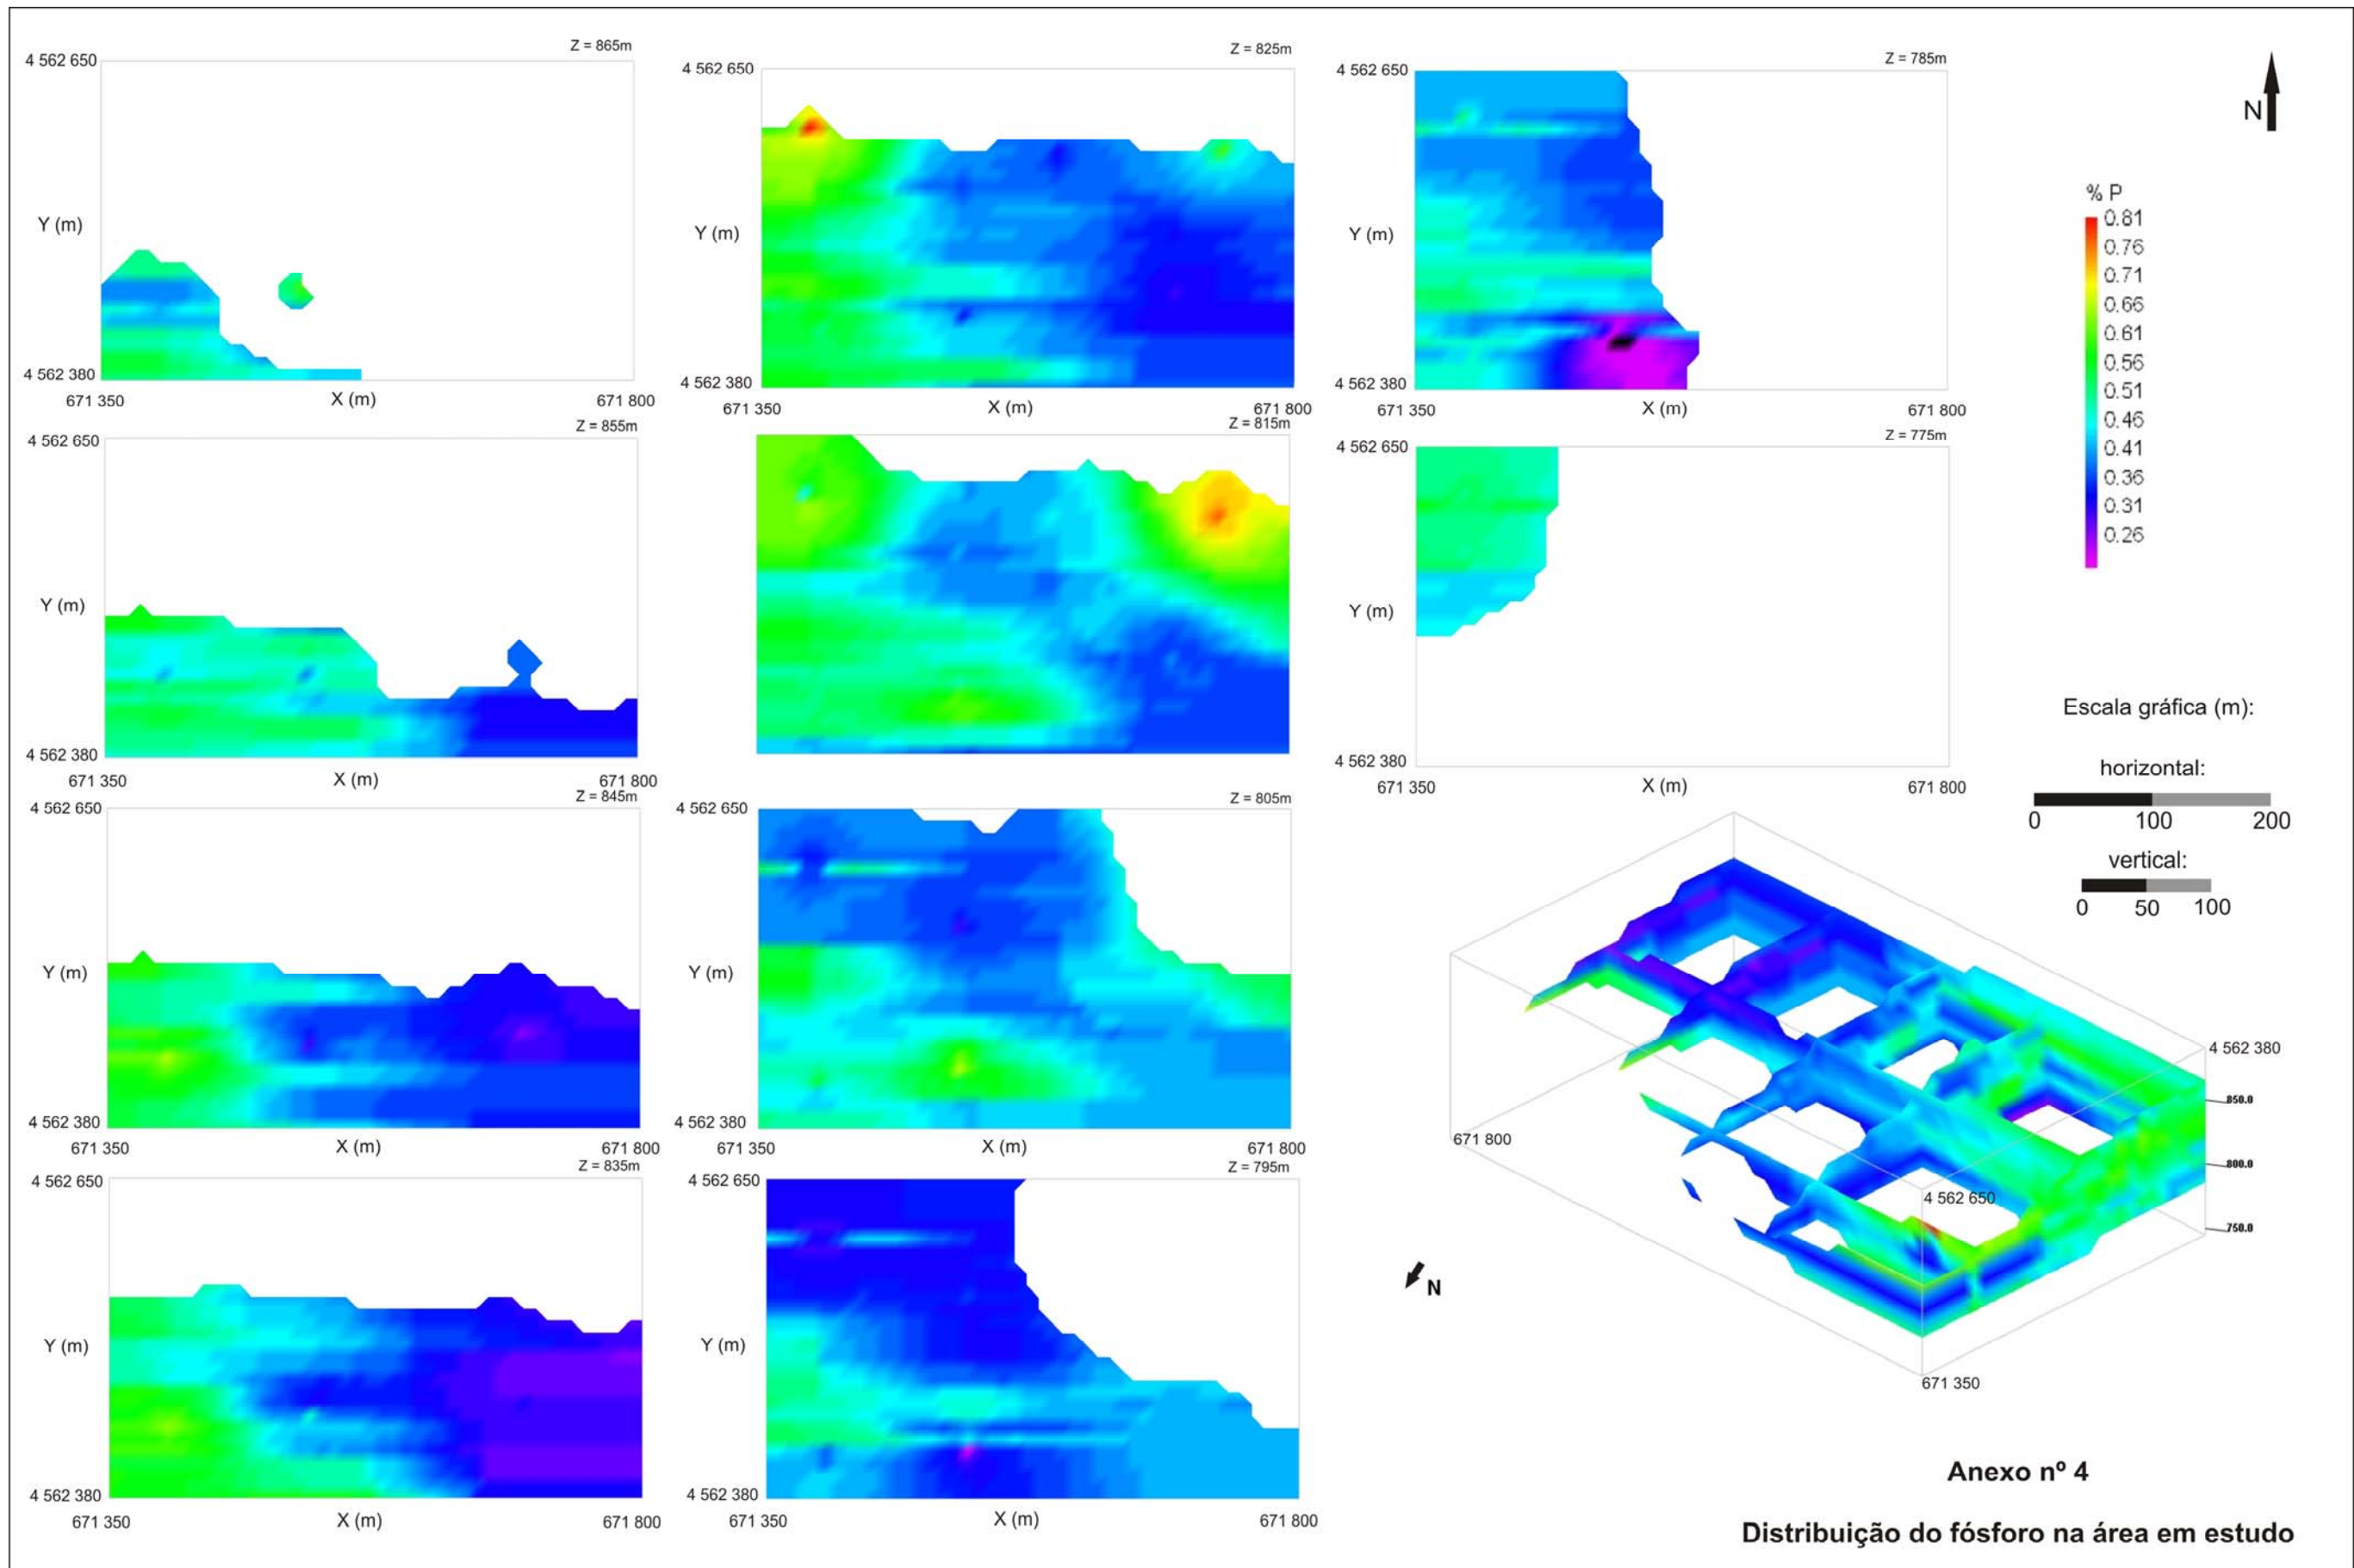 Z = 865m
4 562 650
Y (m)
4 562 380
671 350
X (m)
671 800
Z = 855m
4 562 650
Y (m)
4 562 380
671 350
X (m)
671 800
Z = 845m
4 562 650
Y (m)
4 562 380
671 350
X (m)
671 800
Z = 835m
4 562 650
Y (m)
4 562 380
671 350
X (m)
671 800
Z = 825m
4 562 650
Y (m)
4 562 380
671 350
X (m)
671 800
Z = 815m
Z = 805m
4 562 650
Y (m)
4 562 380
671 350
X (m)
671 800
Z = 795m
4 562 650
Y (m)
4 562 380
671 350
X (m)
671 800
Z = 785m
4 562 650
Y (m)
4 562 380
671 350
X (m)
671 800
Z = 775m
4 562 650
Y (m)
4 562 380
671 350
X (m)
671 800
N
% P
0.81
0.76
0.71
0.66
0.61
0.56
0.51
0.46
0.41
0.36
0.31
0.26
Escala gráfica (m):
horizontal:
0 100 200
vertical:
0 50 100
4 562 380
850.0
800.0
750.0
671 800
4 562 650
671 350
N
Anexo nº 4
Distribuição do fósforo na área em estudo